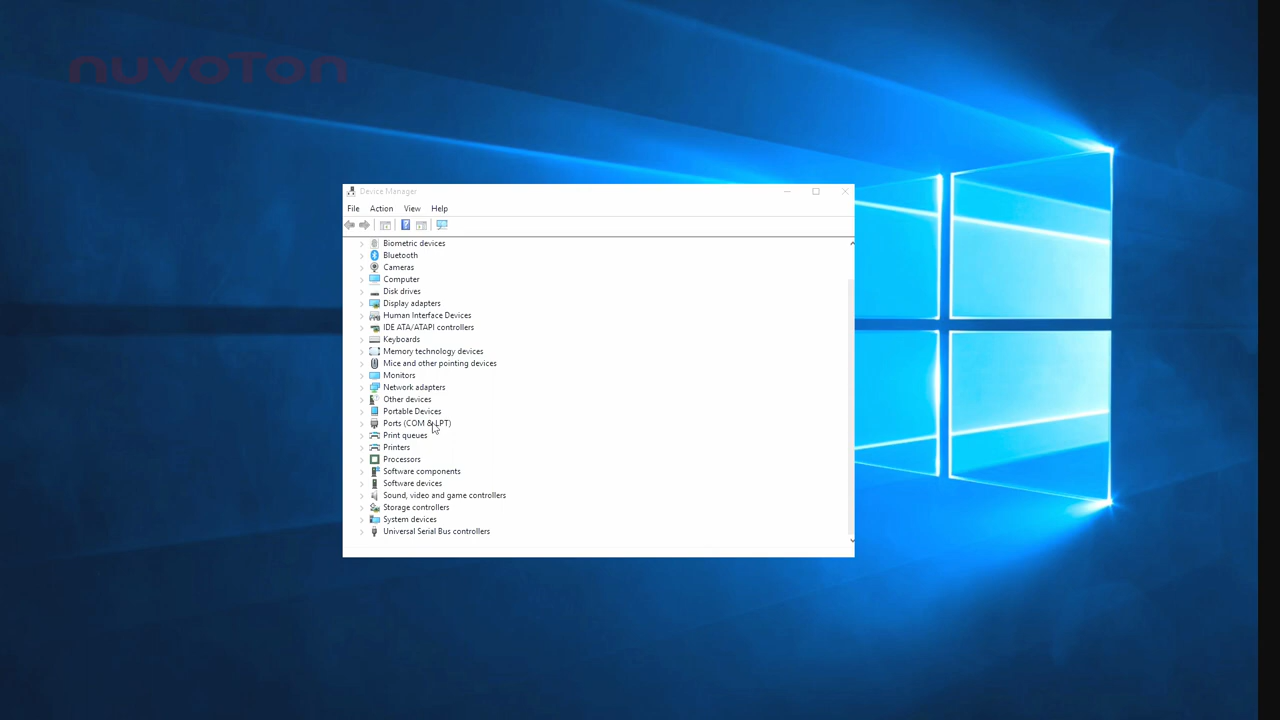 nuvoTon
Device Manager
File Action View Help
Biometric devices
Bluetooth
Cameras
Computer
Disk drives
Display adapters
Human Interface Devices
IDE ATA/ATAPI controllers
Keyboards
Memory technology devices
Mice and other pointing devices
Monitors
Network adapters
Other devices
Portable Devices
Ports (COM & LPT)
Print queues
Printers
Processors
Software components
Software devices
Sound, video and game controllers
Storage controllers
System devices
Universal Serial Bus controllers